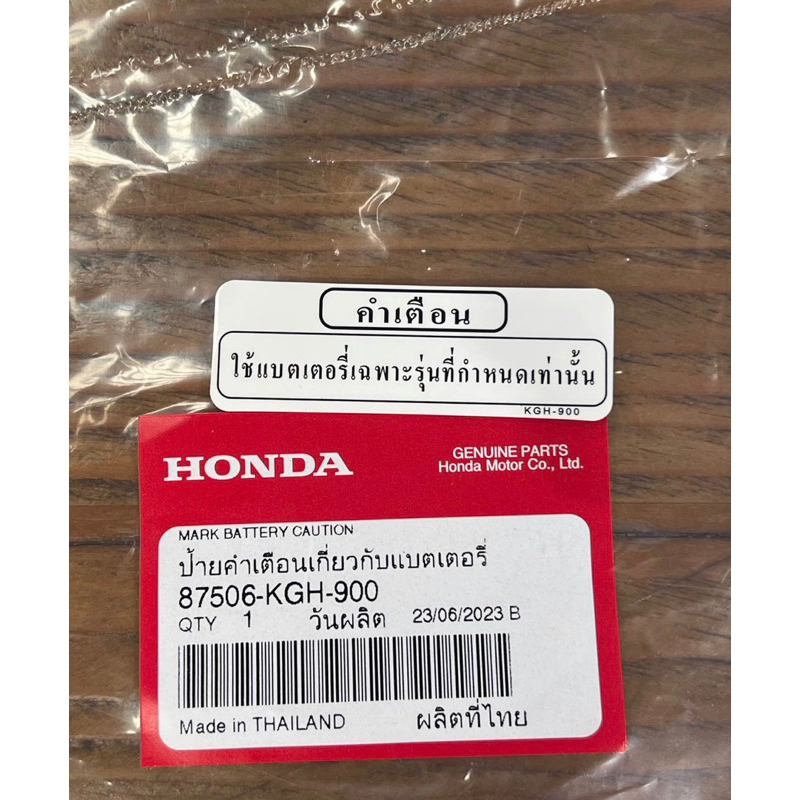 คำเตือน
ใช้แบตเตอรี่เฉพาะรุ่นที่กำหนดเท่านั้น
KGH-900
HONDA
GENUINE PARTS
Honda Motor Co., Ltd.
MARK BATTERY CAUTION
ป้ายคำเตือนเกี่ยวกับแบตเตอรี่
87506-KGH-900
QTY 1 วันผลิต 23/06/2023 B
Made in THAILAND ผลิตที่ไทย